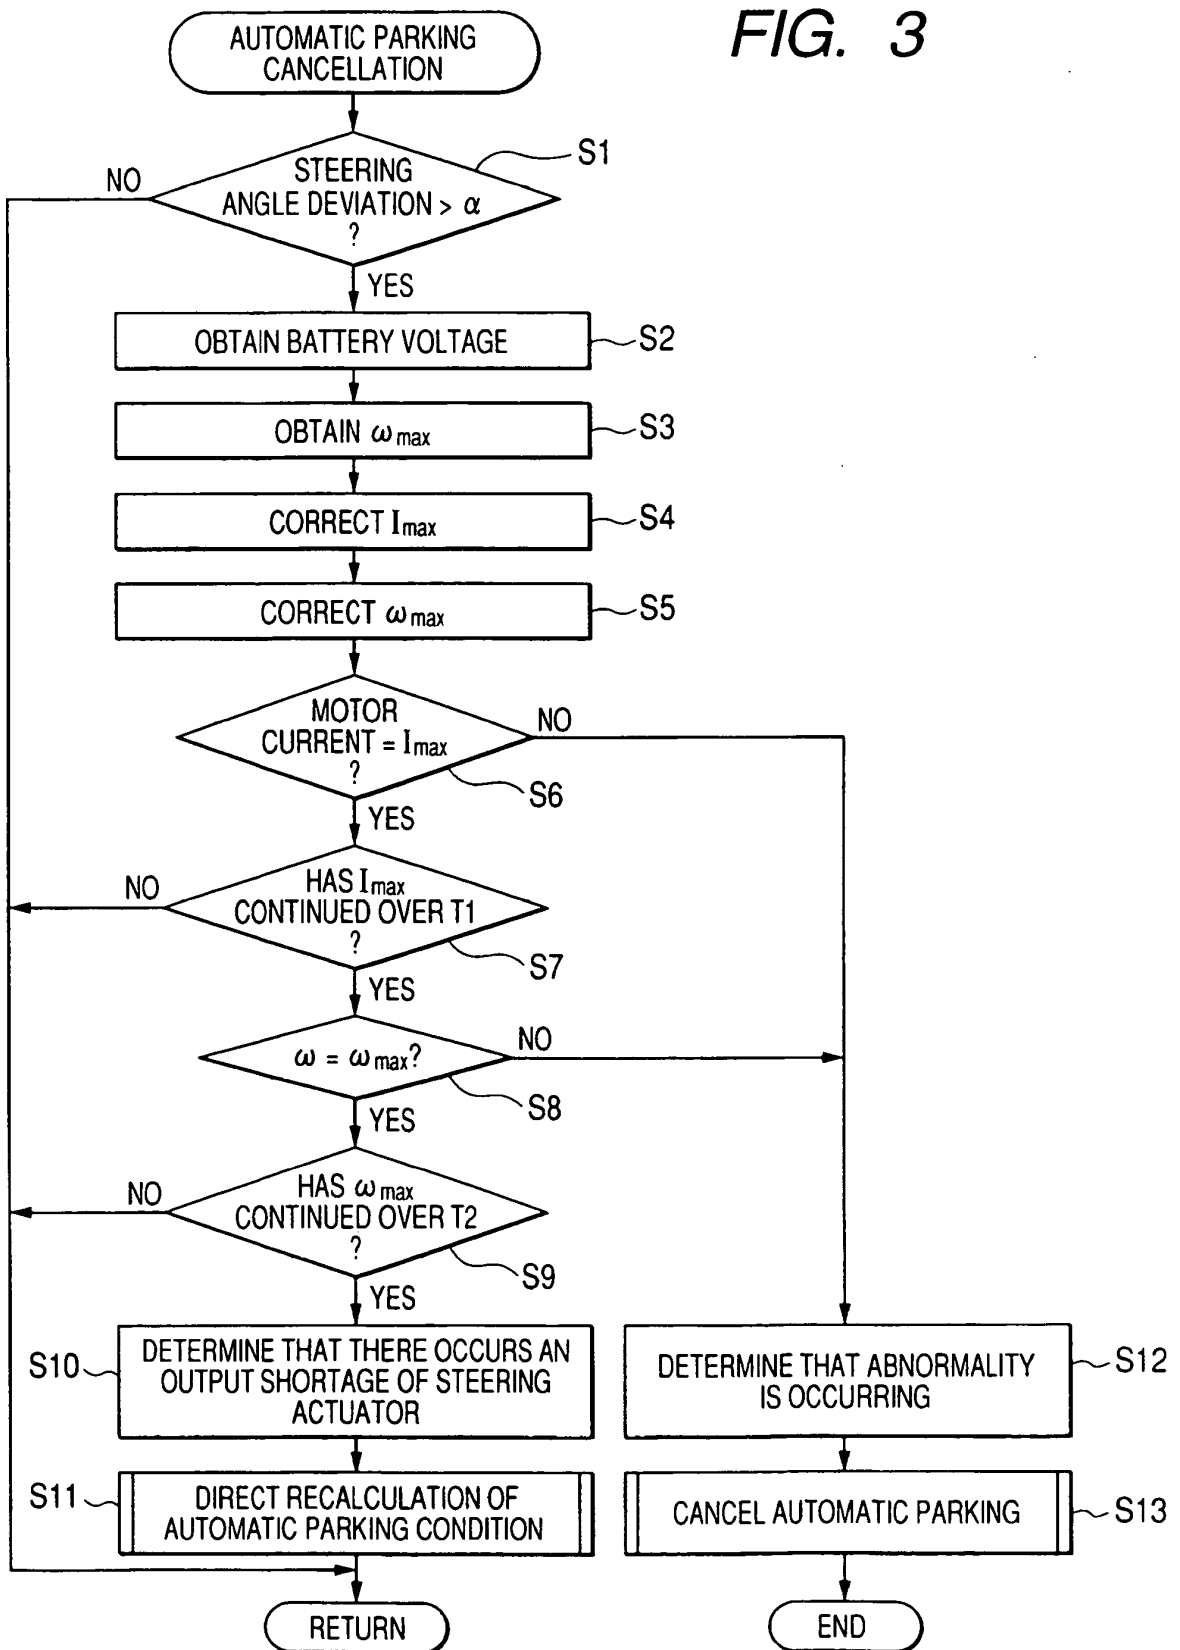 FIG. 3
AUTOMATIC PARKING
CANCELLATION
STEERING
ANGLE DEVIATION > α
?
S1
NO
YES
OBTAIN BATTERY VOLTAGE
S2
OBTAIN ωmax
S3
CORRECT Imax
S4
CORRECT ωmax
S5
MOTOR
CURRENT = Imax
?
NO
S6
YES
HAS Imax
CONTINUED OVER T1
?
NO
S7
YES
ω = ωmax?
NO
S8
YES
HAS ωmax
CONTINUED OVER T2
?
NO
S9
YES
S10
DETERMINE THAT THERE OCCURS AN
OUTPUT SHORTAGE OF STEERING
ACTUATOR
DETERMINE THAT ABNORMALITY
IS OCCURRING
S12
S11
DIRECT RECALCULATION OF
AUTOMATIC PARKING CONDITION
CANCEL AUTOMATIC PARKING
S13
RETURN
END